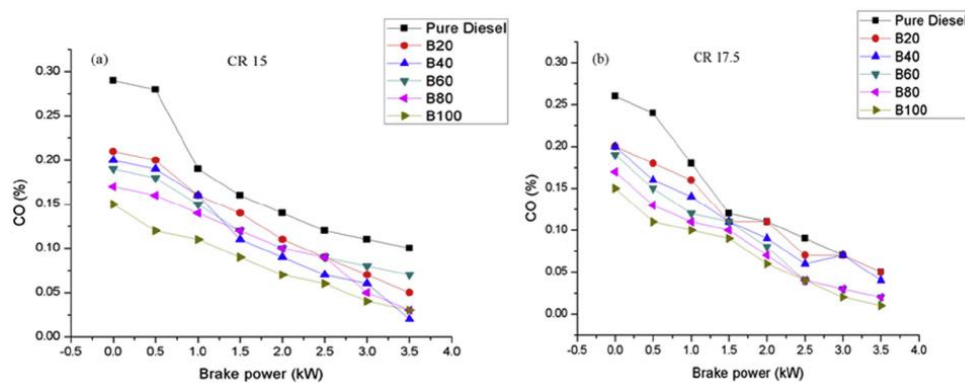 (a)
CR 15
Pure Diesel
B20
B40
B60
B80
B100
CO (%)
0.30
0.25
0.20
0.15
0.10
0.05
0.00
-0.5 0.0 0.5 1.0 1.5 2.0 2.5 3.0 3.5 4.0
Brake power (kW)
(b)
CR 17.5
Pure Diesel
B20
B40
B60
B80
B100
CO (%)
0.30
0.25
0.20
0.15
0.10
0.05
0.00
-0.5 0.0 0.5 1.0 1.5 2.0 2.5 3.0 3.5 4.0
Brake power (kW)